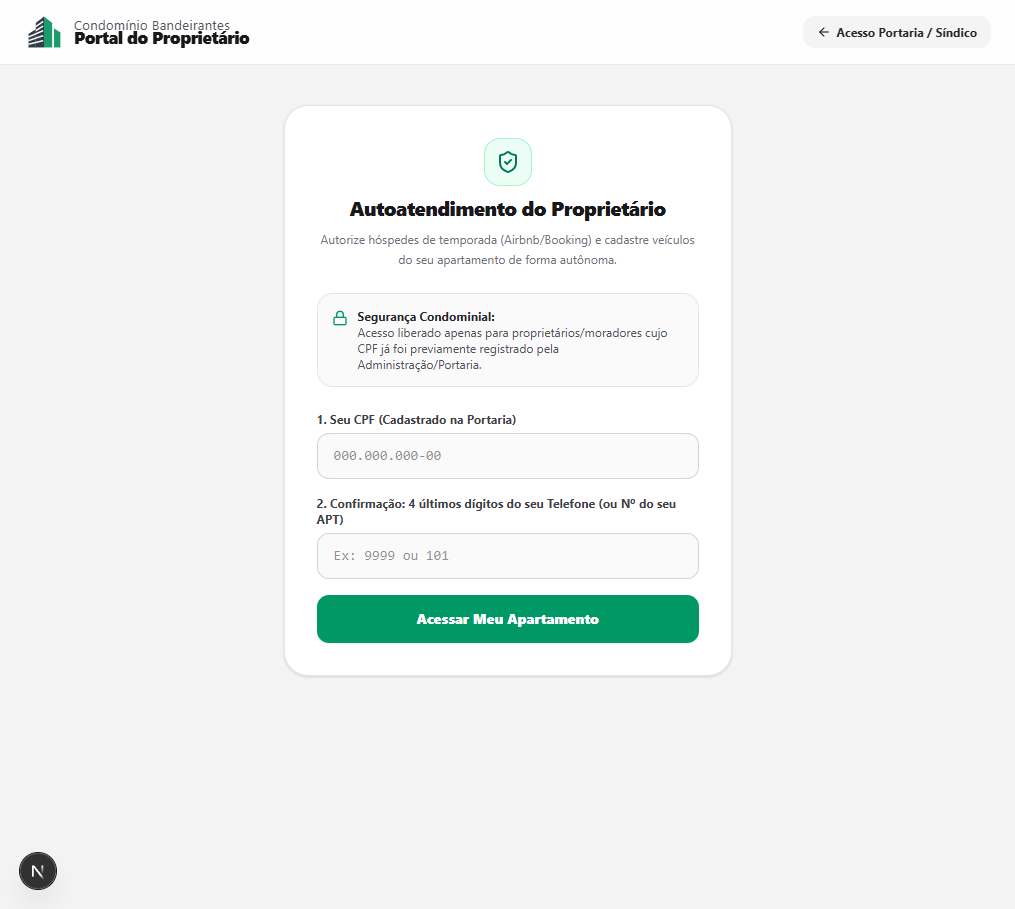 Condomínio Bandeirantes
Portal do Proprietário
← Acesso Portaria / Síndico
Autoatendimento do Proprietário
Autorize hóspedes de temporada (Airbnb/Booking) e cadastre veículos
do seu apartamento de forma autônoma.
Segurança Condominial:
Acesso liberado apenas para proprietários/moradores cujo
CPF já foi previamente registrado pela
Administração/Portaria.
1. Seu CPF (Cadastrado na Portaria)
000.000.000-00
2. Confirmação: 4 últimos dígitos do seu Telefone (ou Nº do seu
APT)
Ex: 9999 ou 101
Acessar Meu Apartamento
N